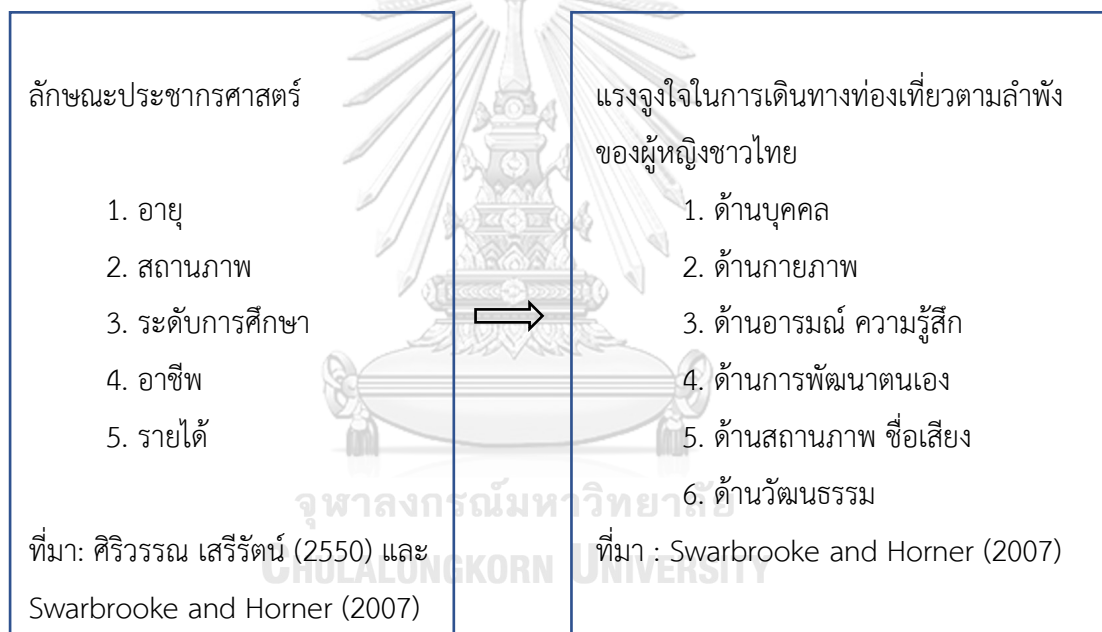 ลักษณะประชากรศาสตร์
1. อายุ
2. สถานภาพ
3. ระดับการศึกษา
4. อาชีพ
5. รายได้
ที่มา: ศิริวรรณ เสรีรัตน์ (2550) และ
Swarbrooke and Horner (2007)
แรงจูงใจในการเดินทางท่องเที่ยวตามลำพัง
ของผู้หญิงชาวไทย
1. ด้านบุคคล
2. ด้านกายภาพ
3. ด้านอารมณ์ ความรู้สึก
4. ด้านการพัฒนาตนเอง
5. ด้านสถานภาพ ชื่อเสียง
6. ด้านวัฒนธรรม
ที่มา : Swarbrooke and Horner (2007)
จุฬาลงกรณ์มหาวิทยาลัย
CHULALONGKORN UNIVERSITY